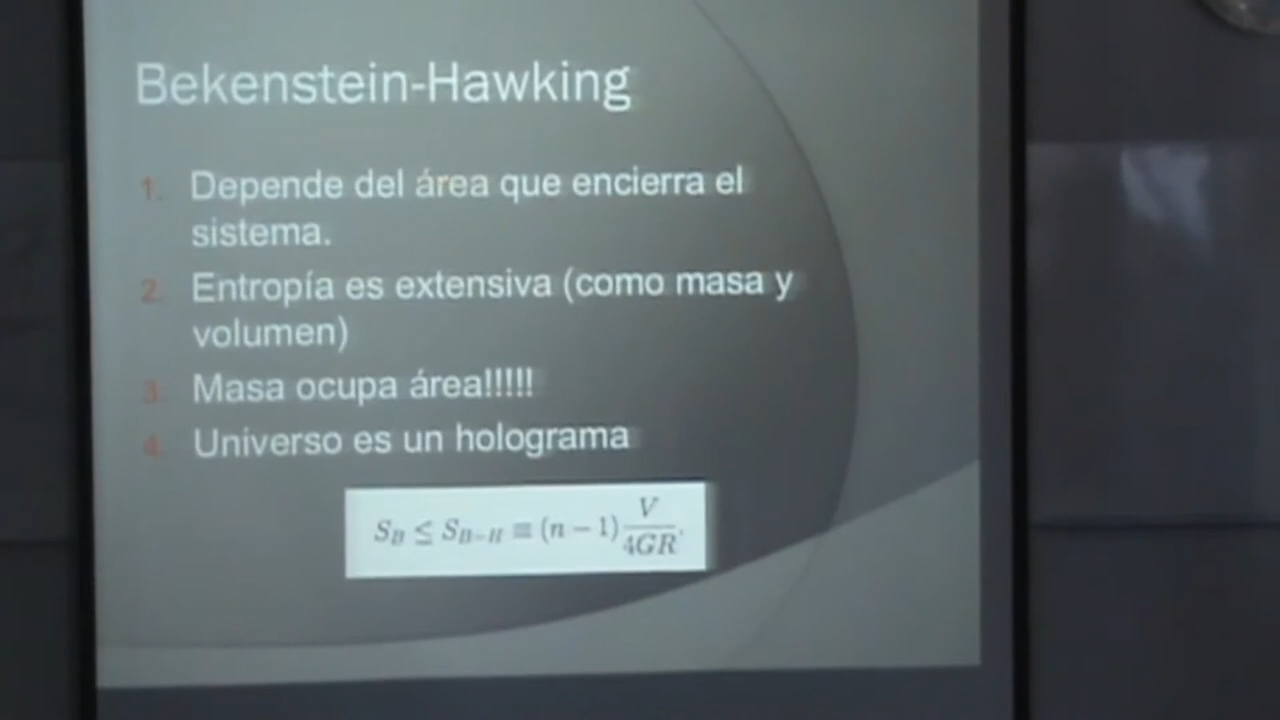 Bekenstein-Hawking
1. Depende del área que encierra el
sistema.
2. Entropía es extensiva (como masa y
volumen)
3. Masa ocupa área!!!!!
4. Universo es un holograma
S_B ≤ S_{B-H} ≡ (n − 1) V/4GR.